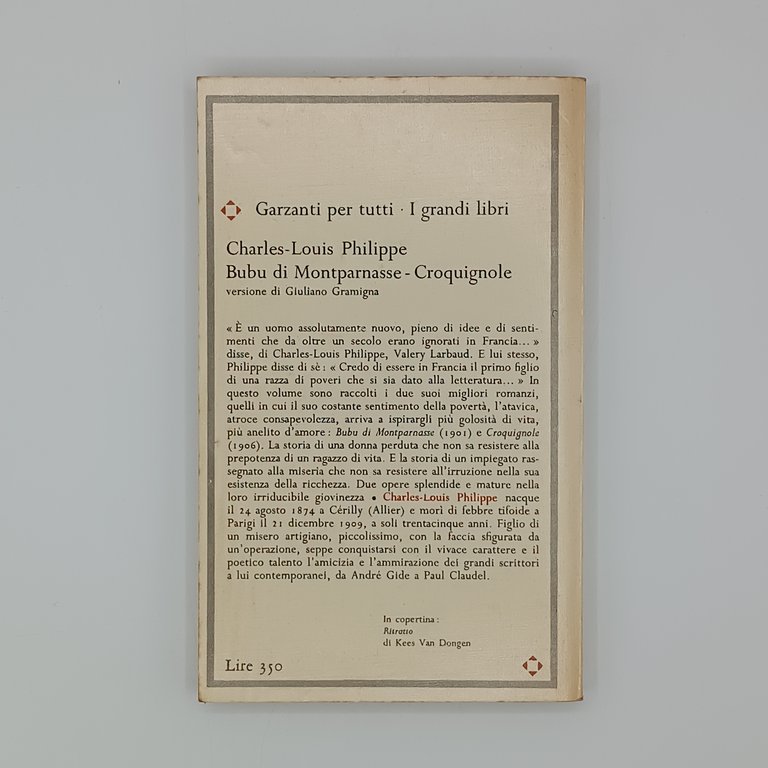 Garzanti per tutti · I grandi libri
Charles-Louis Philippe
Bubu di Montparnasse - Croquignole
versione di Giuliano Gramigna
« È un uomo assolutamente nuovo, pieno di idee e di senti-
menti che da oltre un secolo erano ignorati in Francia... »
disse, di Charles-Louis Philippe, Valery Larbaud. E lui stesso,
Philippe disse di sè: « Credo di essere in Francia il primo figlio
di una razza di poveri che si sia dato alla letteratura... » In
questo volume sono raccolti i due suoi migliori romanzi,
quelli in cui il suo costante sentimento della povertà, l'atavica,
atroce consapevolezza, arriva a ispirargli più golosità di vita,
più anelito d'amore: Bubu di Montparnasse (1901) e Croquignole
(1906). La storia di una donna perduta che non sa resistere alla
prepotenza di un ragazzo di vita. E la storia di un impiegato ras-
segnato alla miseria che non sa resistere all'irruzione nella sua
esistenza della ricchezza. Due opere splendide e mature nella
loro irriducibile giovinezza • Charles-Louis Philippe nacque
il 24 agosto 1874 a Cérilly (Allier) e morì di febbre tifoide a
Parigi il 21 dicembre 1909, a soli trentacinque anni. Figlio di
un misero artigiano, piccolissimo, con la faccia sfigurata da
un'operazione, seppe conquistarsi con il vivace carattere e il
poetico talento l'amicizia e l'ammirazione dei grandi scrittori
a lui contemporanei, da André Gide a Paul Claudel.
In copertina:
Ritratto
di Kees Van Dongen
Lire 350